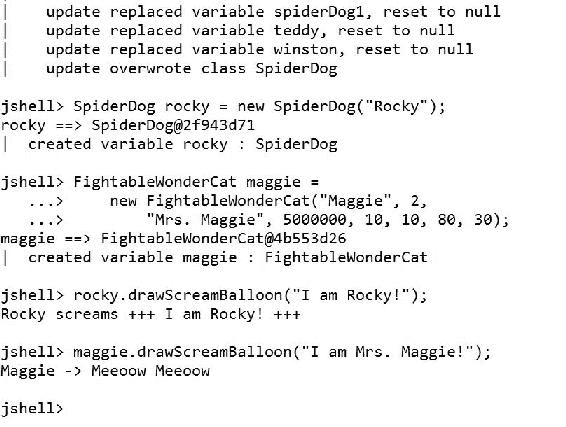 |    update replaced variable spiderDog1, reset to null
|    update replaced variable teddy, reset to null
|    update replaced variable winston, reset to null
|    update overwrote class SpiderDog
jshell> SpiderDog rocky = new SpiderDog("Rocky");
rocky ==> SpiderDog@2f943d71
|  created variable rocky : SpiderDog
jshell> FightableWonderCat maggie =
   ...>     new FightableWonderCat("Maggie", 2,
   ...>         "Mrs. Maggie", 5000000, 10, 10, 80, 30);
maggie ==> FightableWonderCat@4b553d26
|  created variable maggie : FightableWonderCat
jshell> rocky.drawScreamBalloon("I am Rocky!");
Rocky screams +++ I am Rocky! +++
jshell> maggie.drawScreamBalloon("I am Mrs. Maggie!");
Maggie -> Meeoow Meeoow
jshell>